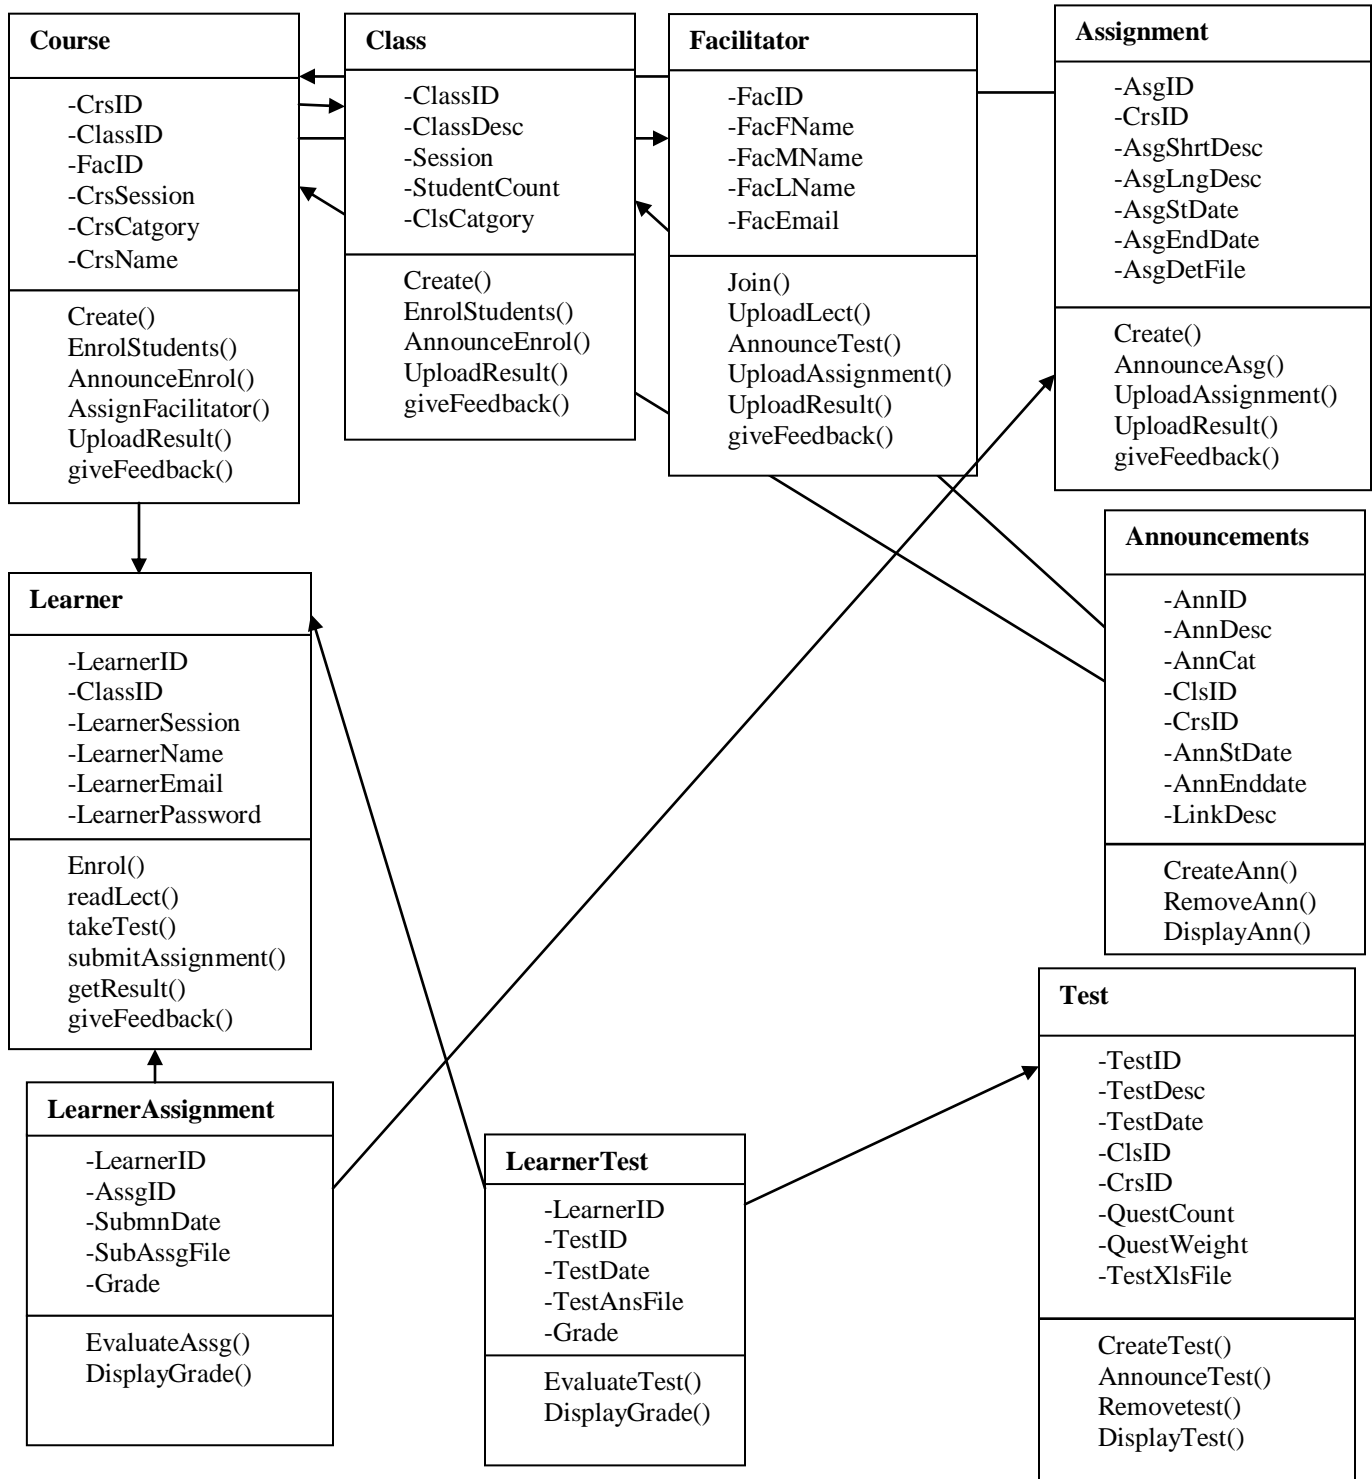 Course
-CrsID
-ClassID
-FacID
-CrsSession
-CrsCatgory
-CrsName
Create()
EnrolStudents()
AnnounceEnrol()
AssignFacilitator()
UploadResult()
giveFeedback()
Class
-ClassID
-ClassDesc
-Session
-StudentCount
-ClsCatgory
Create()
EnrolStudents()
AnnounceEnrol()
UploadResult()
giveFeedback()
Facilitator
-FacID
-FacFName
-FacMName
-FacLName
-FacEmail
Join()
UploadLect()
AnnounceTest()
UploadAssignment()
UploadResult()
giveFeedback()
Assignment
-AsgID
-CrsID
-AsgShrtDesc
-AsgLngDesc
-AsgStDate
-AsgEndDate
-AsgDetFile
Create()
AnnounceAsg()
UploadAssignment()
UploadResult()
giveFeedback()
Announcements
-AnnID
-AnnDesc
-AnnCat
-ClsID
-CrsID
-AnnStDate
-AnnEnddate
-LinkDesc
CreateAnn()
RemoveAnn()
DisplayAnn()
Learner
-LearnerID
-ClassID
-LearnerSession
-LearnerName
-LearnerEmail
-LearnerPassword
Enrol()
readLect()
takeTest()
submitAssignment()
getResult()
giveFeedback()
LearnerAssignment
-LearnerID
-AssgID
-SubmnDate
-SubAssgFile
-Grade
EvaluateAssg()
DisplayGrade()
LearnerTest
-LearnerID
-TestID
-TestDate
-TestAnsFile
-Grade
EvaluateTest()
DisplayGrade()
Test
-TestID
-TestDesc
-TestDate
-ClsID
-CrsID
-QuestCount
-QuestWeight
-TestXlsFile
CreateTest()
AnnounceTest()
Removetest()
DisplayTest()